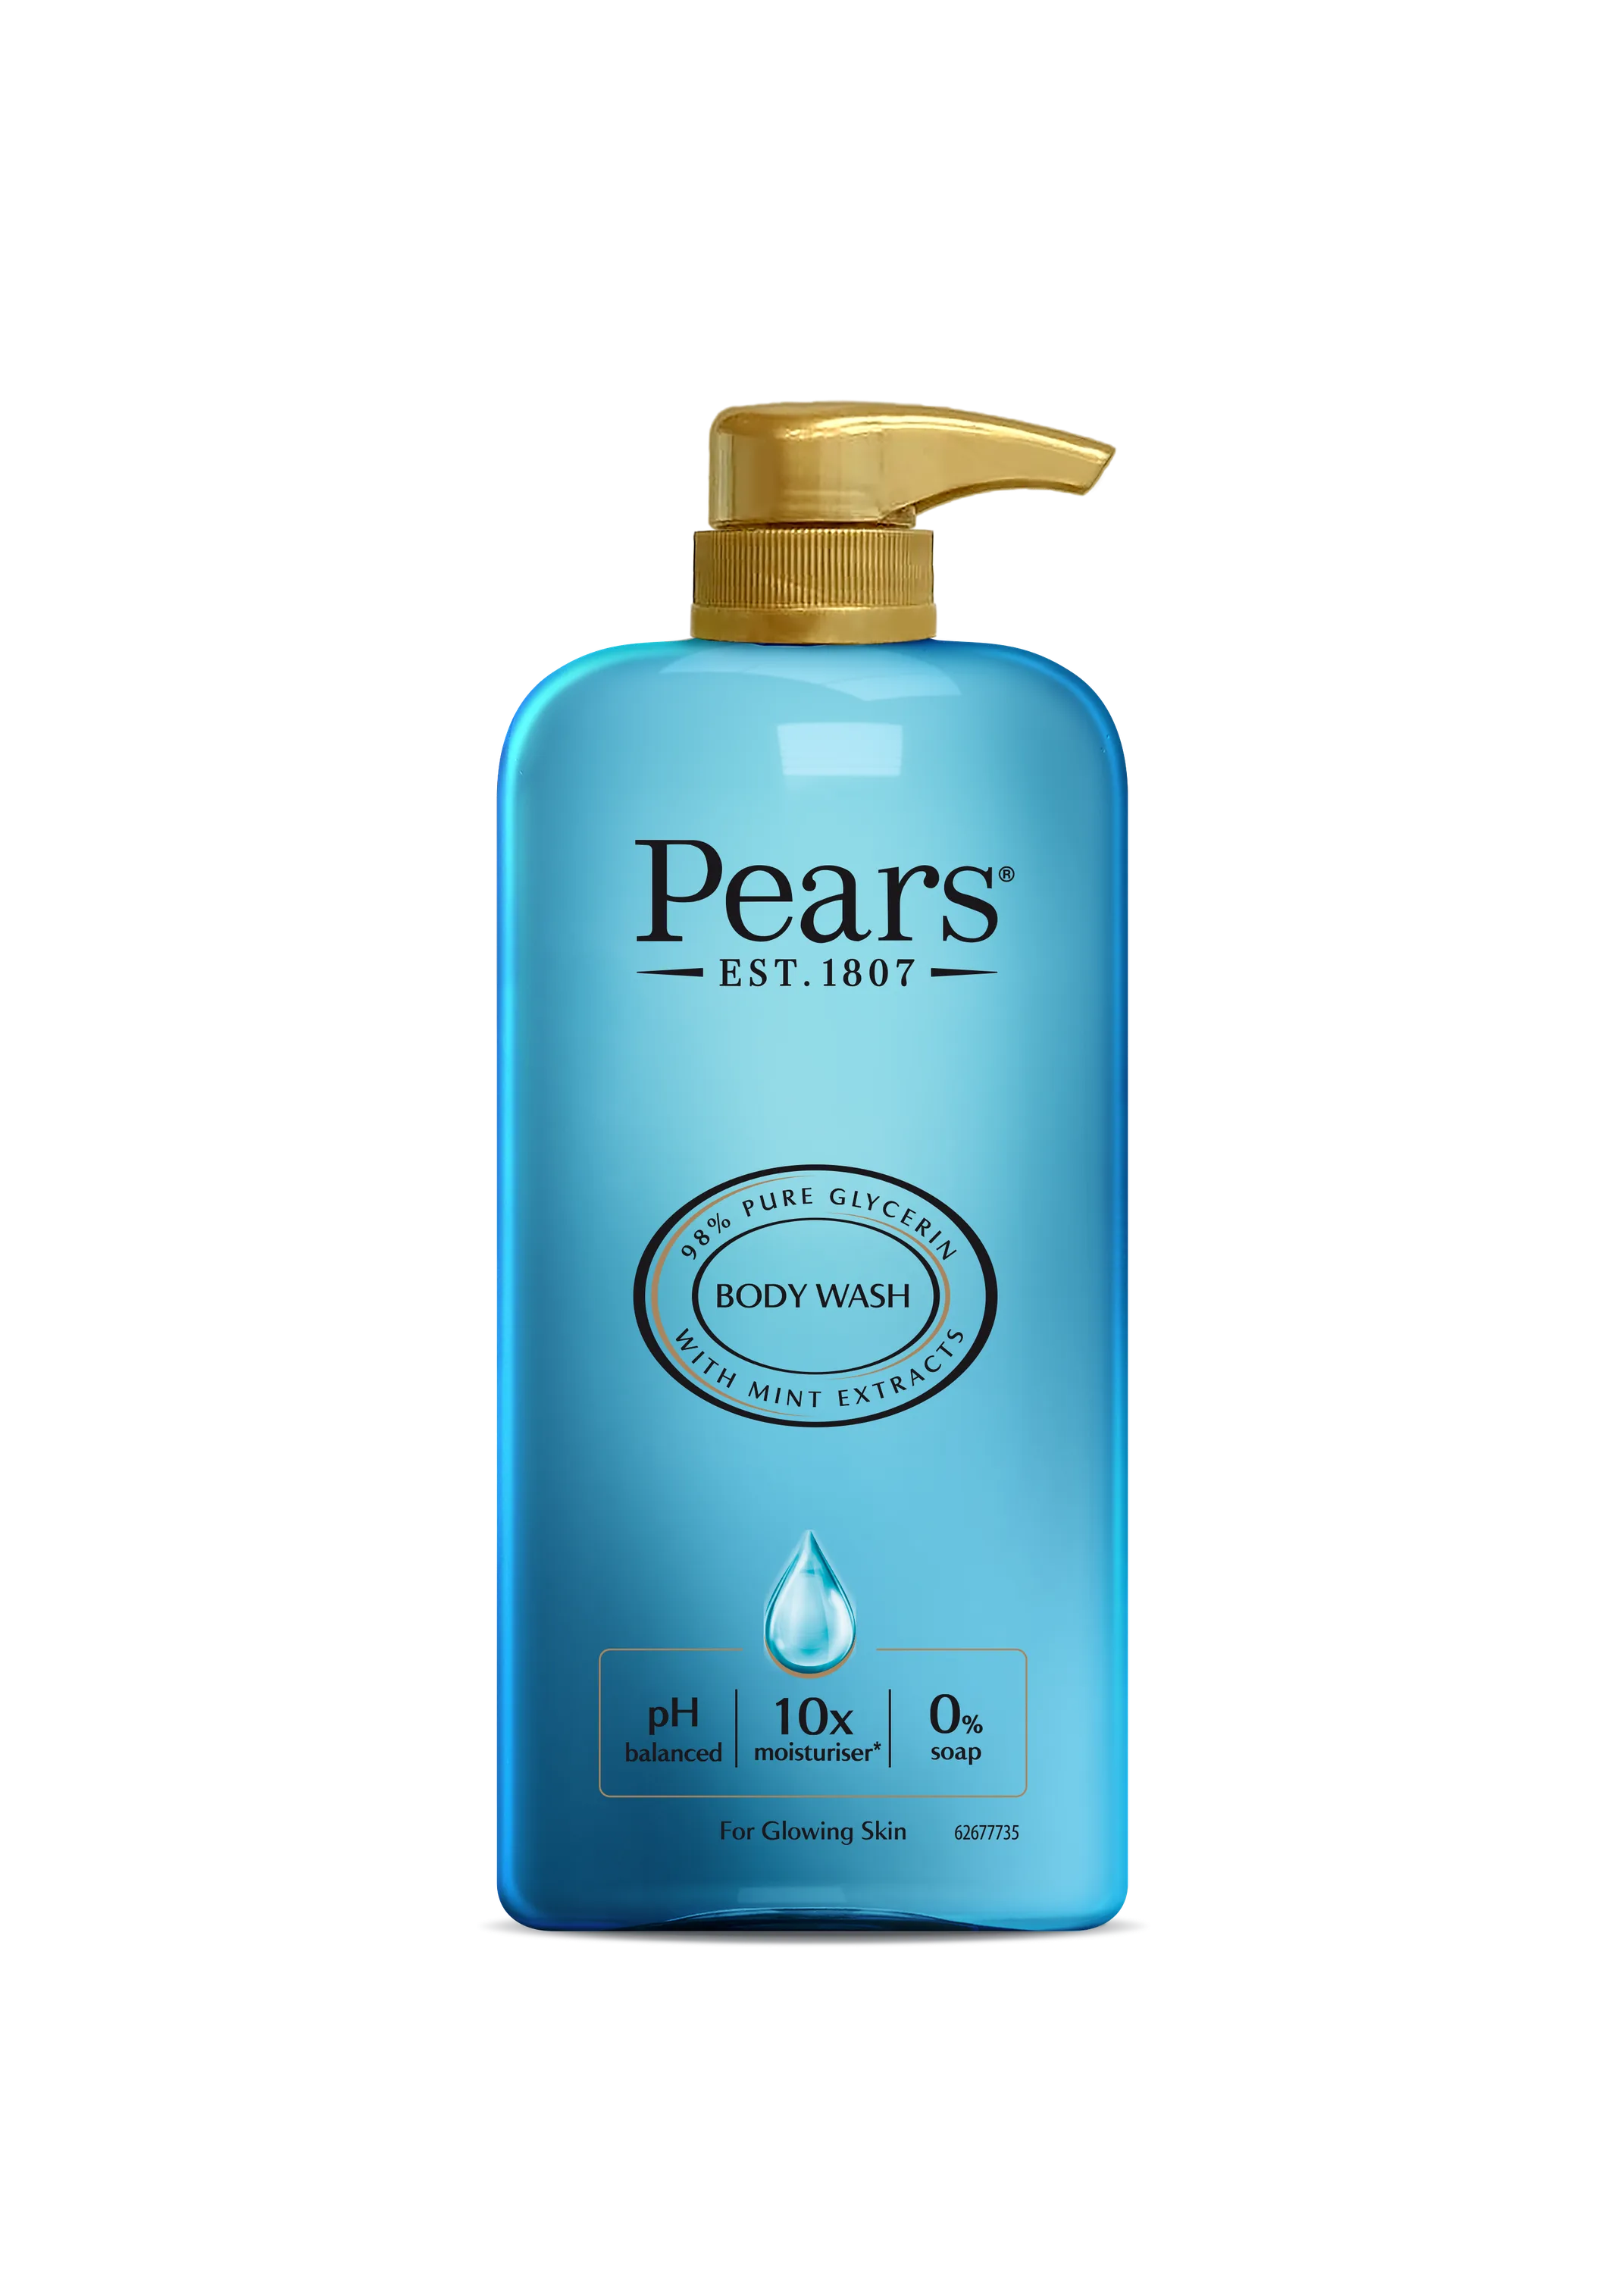 Pears®
EST. 1807
98% PURE GLYCERIN
BODY WASH
WITH MINT EXTRACTS
pH
balanced
10x
moisturiser*
0%
soap
For Glowing Skin
62677735